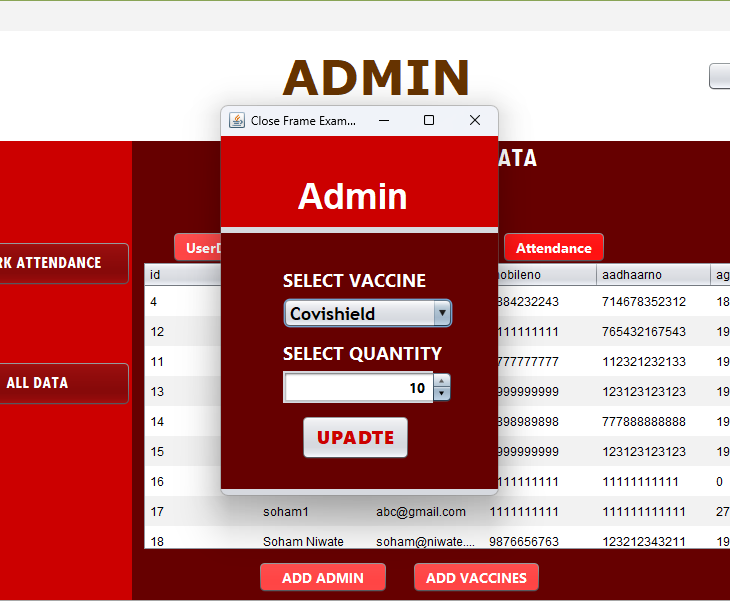 ADMIN
Close Frame Exam...
ATA
Admin
UserD
Attendance
RK ATTENDANCE
ALL DATA
SELECT VACCINE
Covishield
SELECT QUANTITY
10
UPADTE
id mobileno aadhaarno ag
4 884232243 714678352312 18
12 111111111 765432167543 19
11 777777777 112321232133 19
13 999999999 123123123123 19
14 898989898 777888888888 19
15 999999999 123123123123 19
16 111111111 11111111111 0
17 soham1 abc@gmail.com 1111111111 111111111111 27
18 Soham Niwate soham@niwate.... 9876656763 123212343211 19
ADD ADMIN
ADD VACCINES